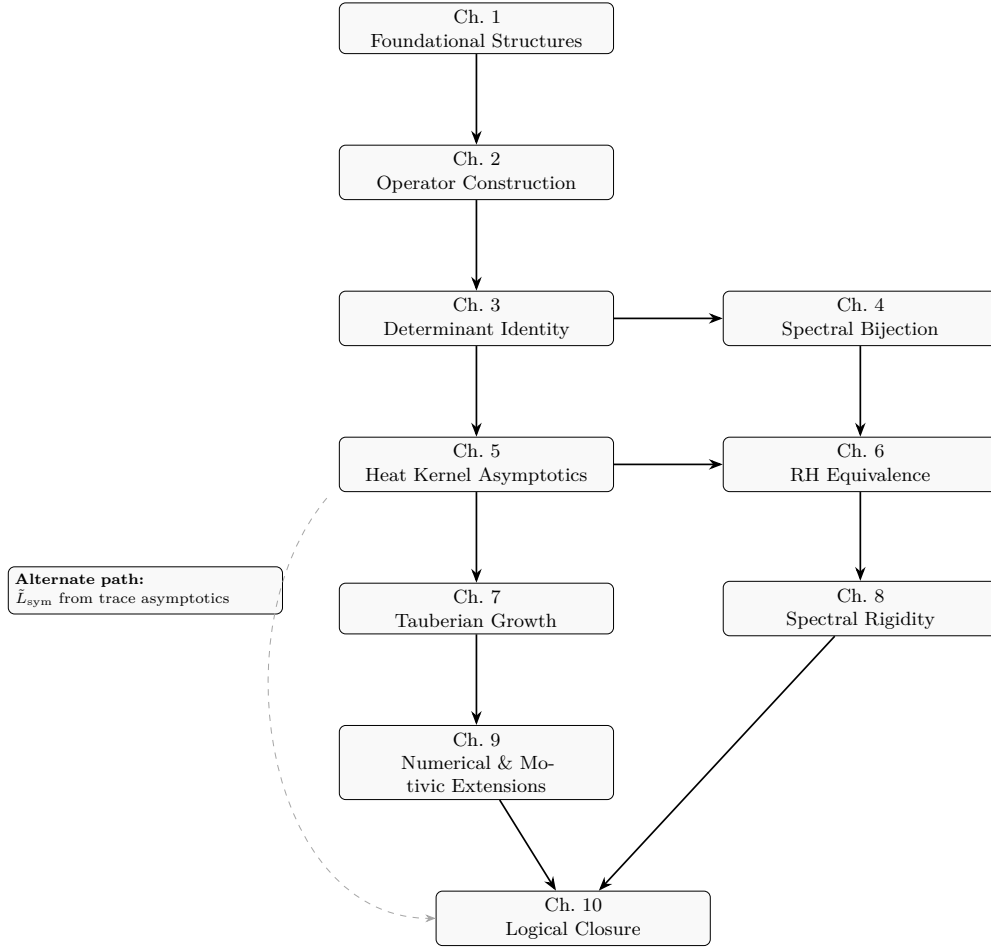 Ch. 1
Foundational Structures
Ch. 2
Operator Construction
Ch. 3
Determinant Identity
Ch. 4
Spectral Bijection
Ch. 5
Heat Kernel Asymptotics
Ch. 6
RH Equivalence
Alternate path:
L̃sym from trace asymptotics
Ch. 7
Tauberian Growth
Ch. 8
Spectral Rigidity
Ch. 9
Numerical & Mo-
tivic Extensions
Ch. 10
Logical Closure